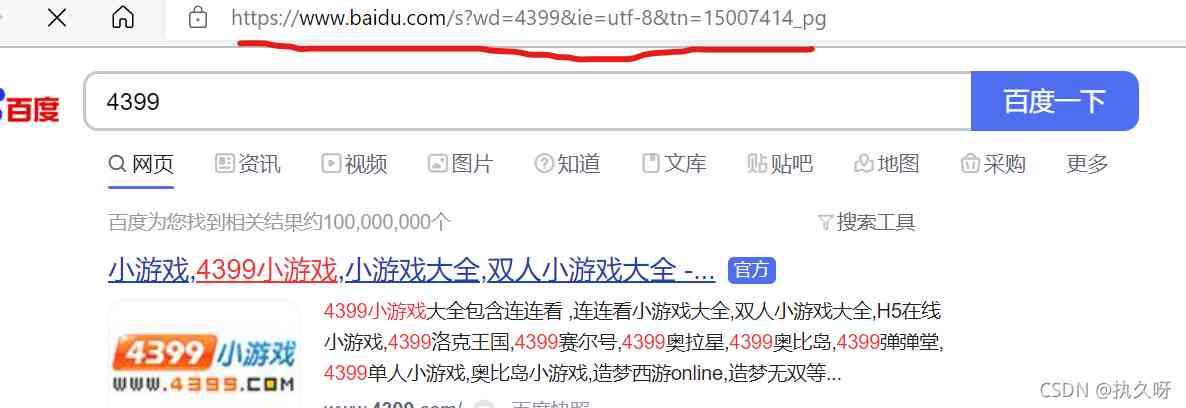 https://www.baidu.com/s?wd=4399&ie=utf-8&tn=15007414_pg
百度 4399 百度一下
网页 资讯 视频 图片 知道 文库 贴吧 地图 采购 更多
百度为您找到相关结果约100,000,000个 搜索工具
小游戏,4399小游戏,小游戏大全,双人小游戏大全 -... 官方
4399小游戏大全包含连连看 ,连连看小游戏大全,双人小游戏大全,H5在线
小游戏,4399洛克王国,4399赛尔号,4399奥拉星,4399奥比岛,4399弹弹堂,
4399单人小游戏,奥比岛小游戏,造梦西游online,造梦无双等...
4399小游戏
www.4399.com
www.4399.com/ 百度快照
CSDN @执久呀